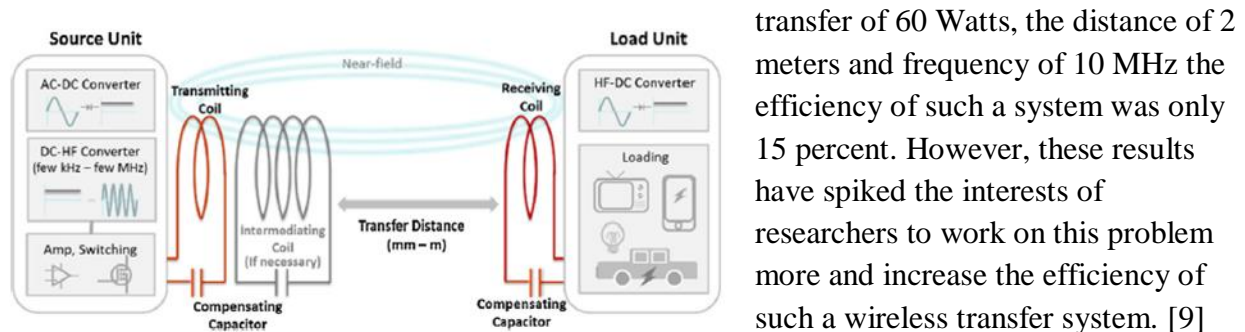 Source Unit
AC-DC Converter
DC-HF Converter
(few kHz – few MHz)
Amp, Switching
Transmitting
Coil
Near-field
Intermediating
Coil
(If necessary)
Compensating
Capacitor
Transfer Distance
(mm – m)
Receiving
Coil
Compensating
Capacitor
Load Unit
HF-DC Converter
Loading
transfer of 60 Watts, the distance of 2
meters and frequency of 10 MHz the
efficiency of such a system was only
15 percent. However, these results
have spiked the interests of
researchers to work on this problem
more and increase the efficiency of
such a wireless transfer system. [9]